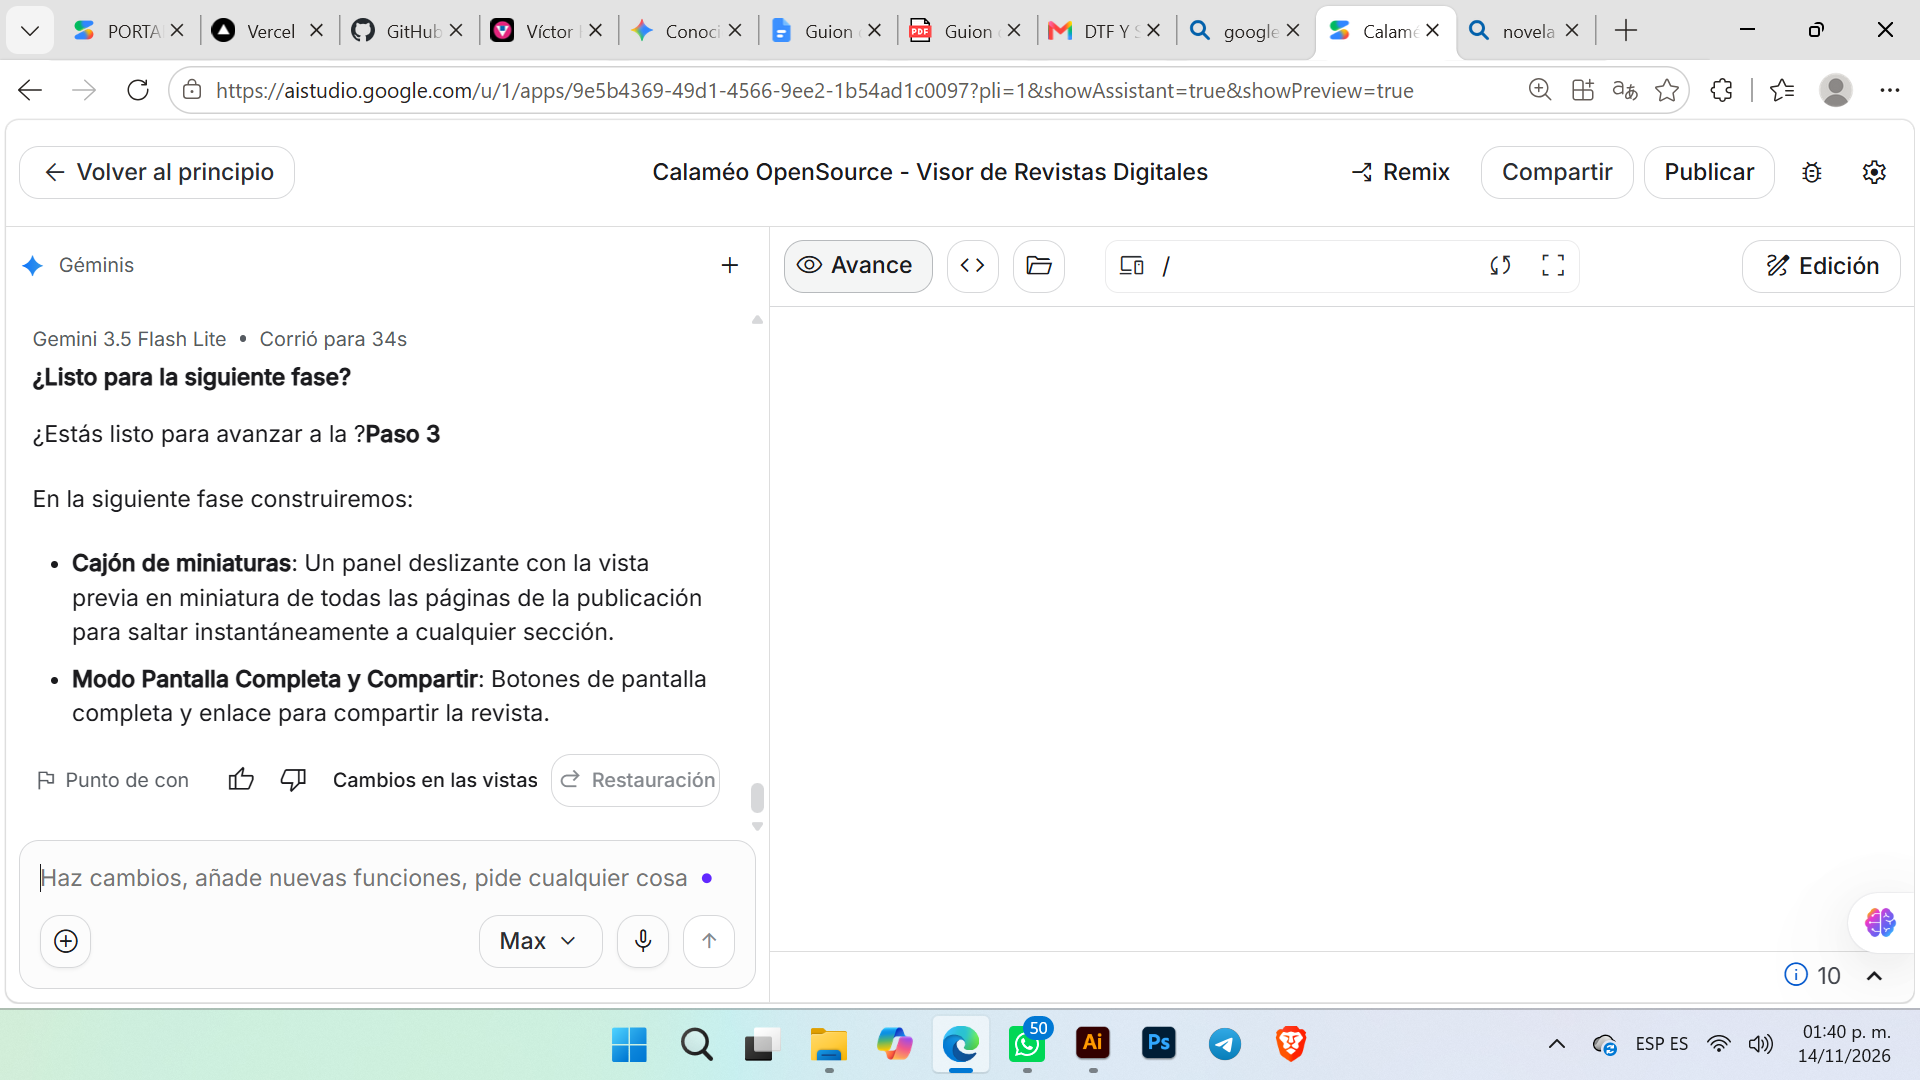 PORTA
Vercel
GitHub
Víctor
Conoci
Guion
Guion
DTF Y S
google
Calamé
novela
https://aistudio.google.com/u/1/apps/9e5b4369-49d1-4566-9ee2-1b54ad1c0097?pli=1&showAssistant=true&showPreview=true
Volver al principio
Calaméo OpenSource - Visor de Revistas Digitales
Remix
Compartir
Publicar
Géminis
Avance
/
Edición
Gemini 3.5 Flash Lite • Corrió para 34s
¿Listo para la siguiente fase?
¿Estás listo para avanzar a la ?Paso 3
En la siguiente fase construiremos:
• Cajón de miniaturas: Un panel deslizante con la vista
previa en miniatura de todas las páginas de la publicación
para saltar instantáneamente a cualquier sección.
• Modo Pantalla Completa y Compartir: Botones de pantalla
completa y enlace para compartir la revista.
Punto de con
Cambios en las vistas
Restauración
Haz cambios, añade nuevas funciones, pide cualquier cosa
Max
10
50
Ai
Ps
ESP ES
01:40 p. m.
14/11/2026